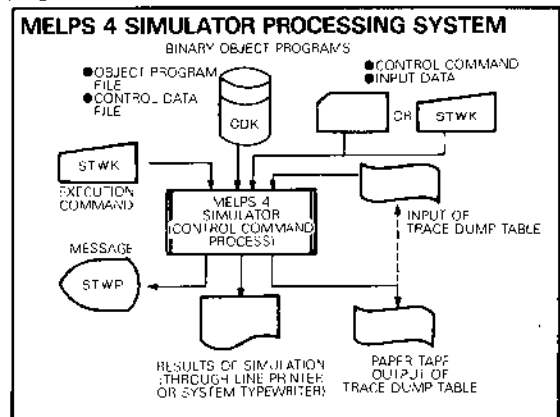 MELPS 4 SIMULATOR PROCESSING SYSTEM
BINARY OBJECT PROGRAMS
●OBJECT PROGRAM
FILE
●CONTROL DATA
FILE
CDK
●CONTROL COMMAND
●INPUT DATA
OR
STWK
STWK
EXECUTION
COMMAND
MELPS 4
SIMULATOR
(CONTROL COMMAND
PROCESS)
INPUT OF
TRACE DUMP TABLE
MESSAGE
STWP
RESULTS OF SIMULATION
(THROUGH LINE PRINTER
OR SYSTEM TYPEWRITER)
PAPER TAPE
OUTPUT OF
TRACE DUMP TABLE